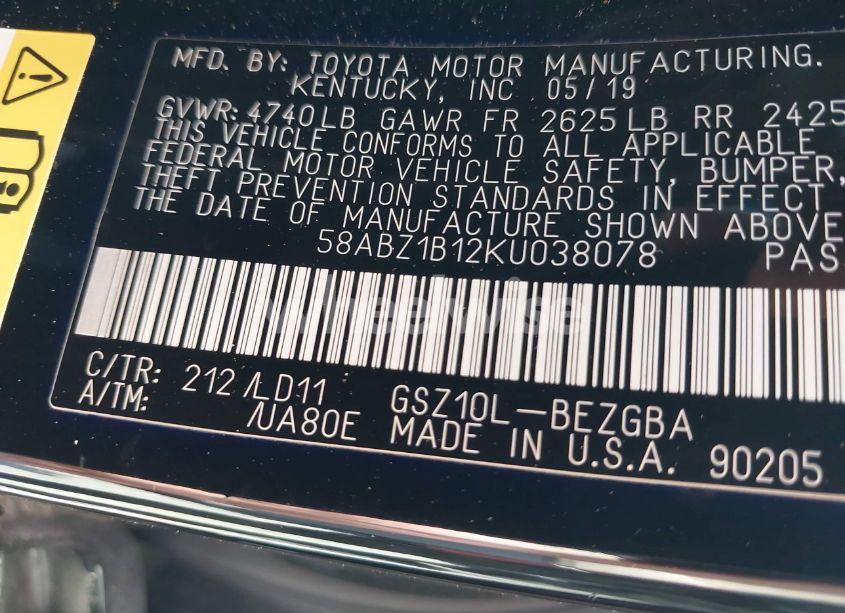 MFD. BY: TOYOTA MOTOR MANUFACTURING.
KENTUCKY, INC 05/19
GVWR: 4740LB GAWR FR 2625LB RR 2425
THIS VEHICLE CONFORMS TO ALL APPLICABLE
FEDERAL MOTOR VEHICLE SAFETY, BUMPER,
THEFT PREVENTION STANDARDS IN EFFECT
THE DATE OF MANUFACTURE SHOWN ABOVE
58ABZ1B12KU038078 PAS
wheelwise
C/TR: 212/LD11 GSZ10L-BEZGBA
A/TM: /UA80E MADE IN U.S.A. 90205